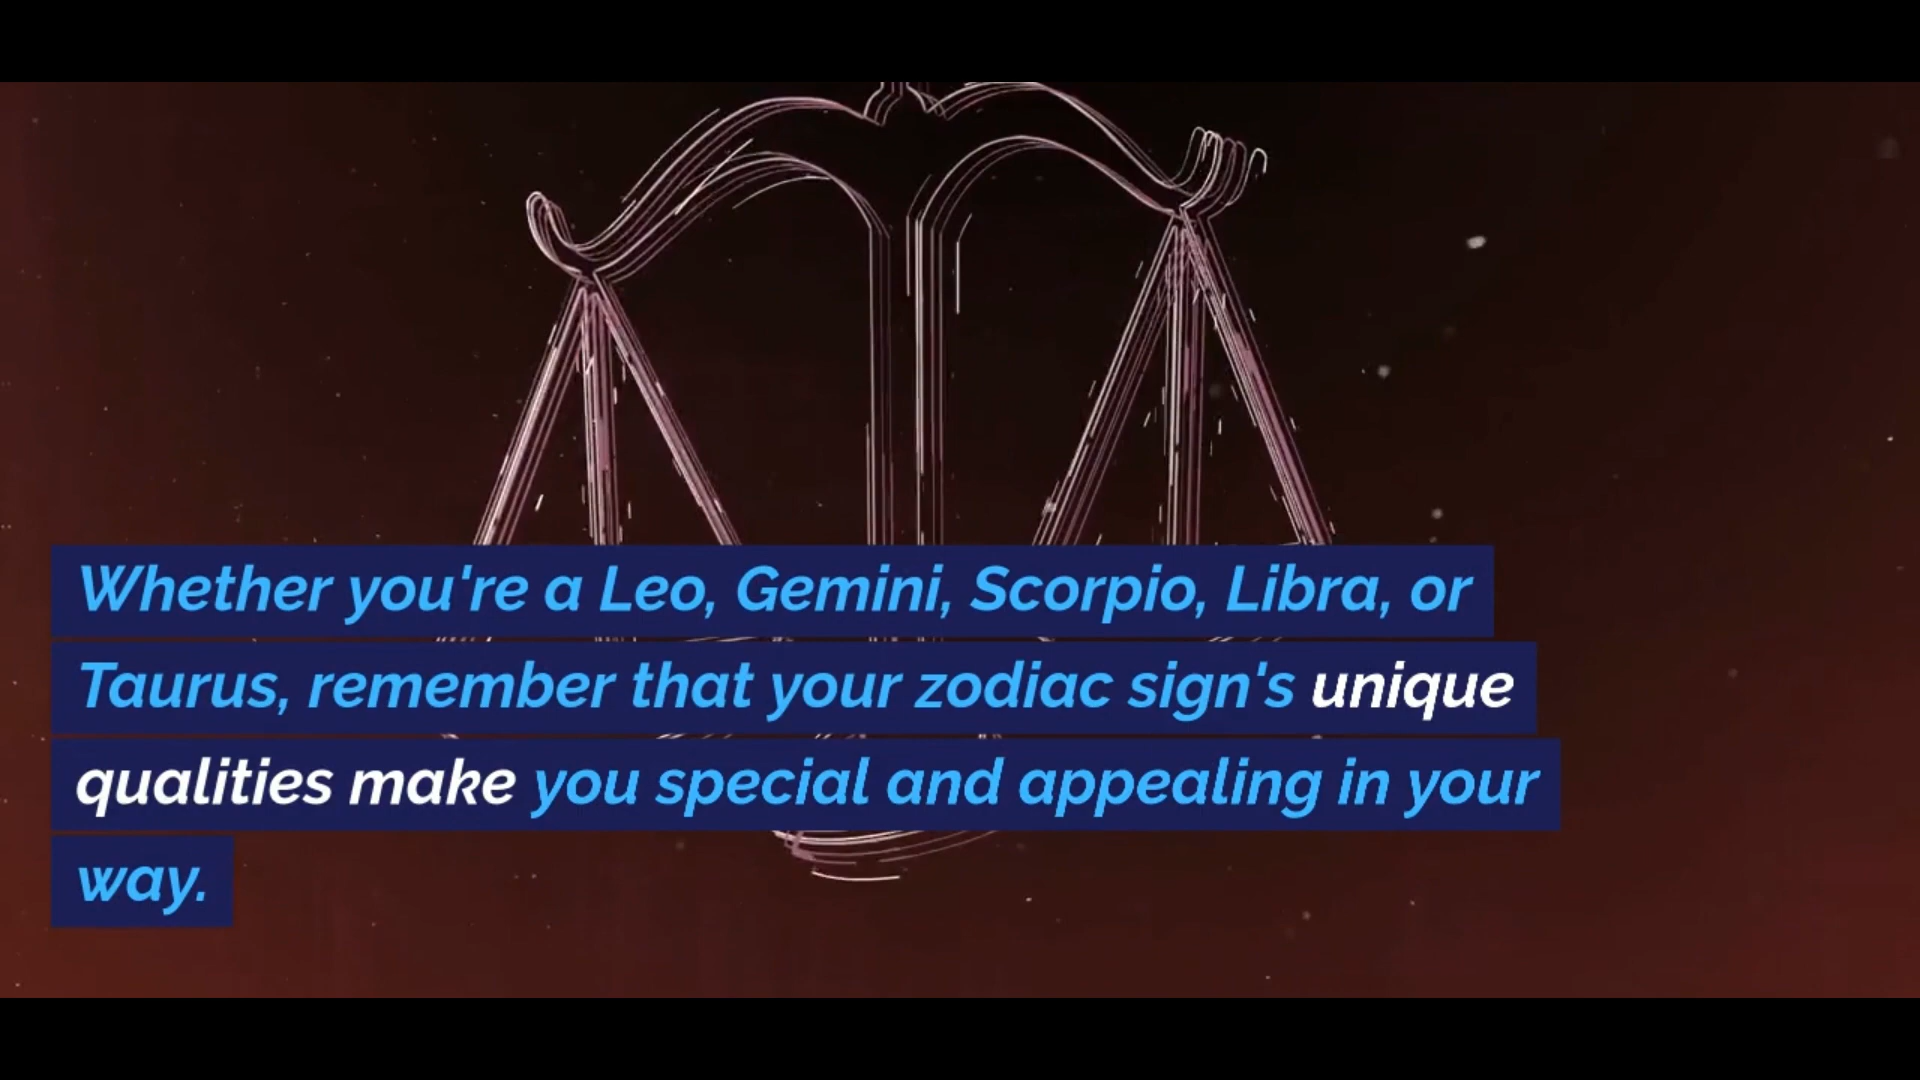 Whether you're a Leo, Gemini, Scorpio, Libra, or
Taurus, remember that your zodiac sign's unique
qualities make you special and appealing in your
way.